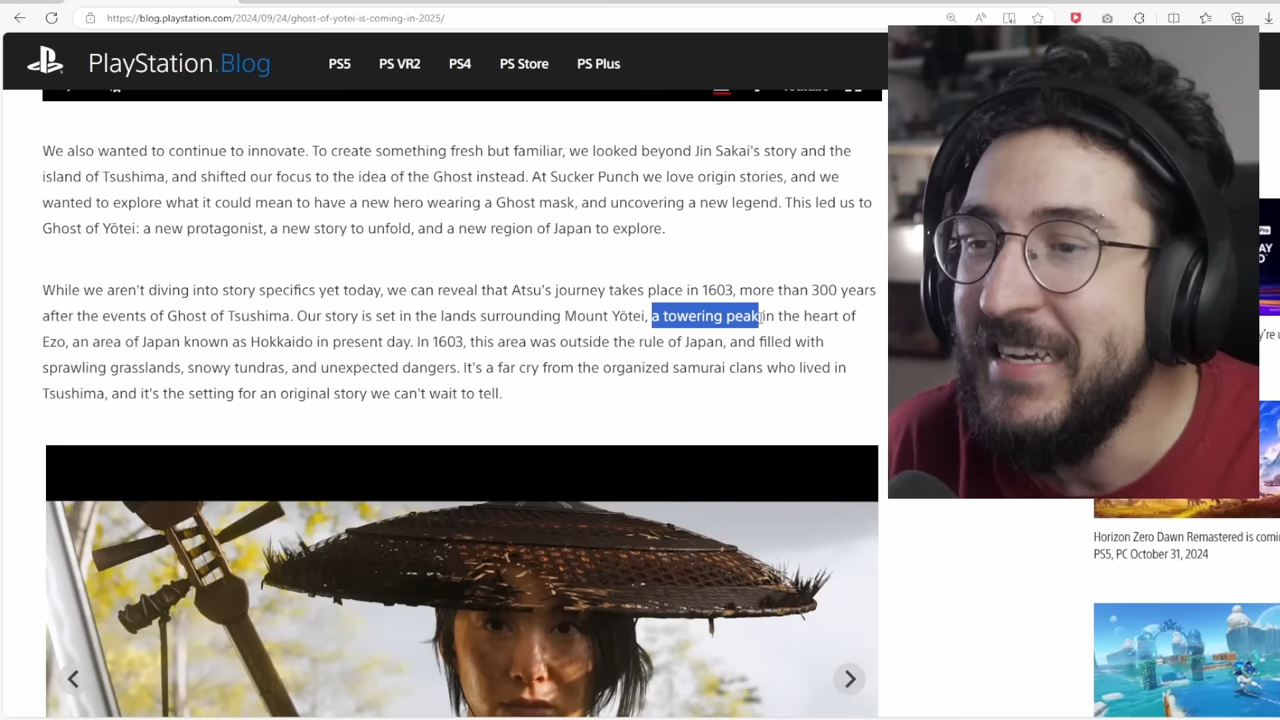 https://blog.playstation.com/2024/09/24/ghost-of-yotei-is-coming-in-2025/
PlayStation.Blog
PS5 PS VR2 PS4 PS Store PS Plus
We also wanted to continue to innovate. To create something fresh but familiar, we looked beyond Jin Sakai's story and the
island of Tsushima, and shifted our focus to the idea of the Ghost instead. At Sucker Punch we love origin stories, and we
wanted to explore what it could mean to have a new hero wearing a Ghost mask, and uncovering a new legend. This led us to
Ghost of Yōtei: a new protagonist, a new story to unfold, and a new region of Japan to explore.
While we aren't diving into story specifics yet today, we can reveal that Atsu's journey takes place in 1603, more than 300 years
after the events of Ghost of Tsushima. Our story is set in the lands surrounding Mount Yōtei, a towering peak in the heart of
Ezo, an area of Japan known as Hokkaido in present day. In 1603, this area was outside the rule of Japan, and filled with
sprawling grasslands, snowy tundras, and unexpected dangers. It's a far cry from the organized samurai clans who lived in
Tsushima, and it's the setting for an original story we can't wait to tell.
Horizon Zero Dawn Remastered is comi
PS5, PC October 31, 2024